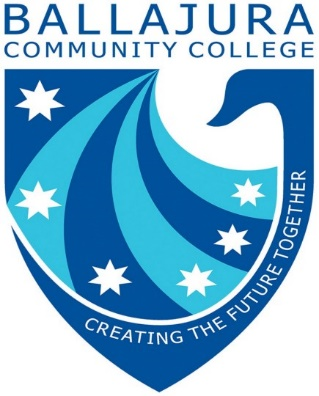 BALLAJURA
COMMUNITY COLLEGE
CREATING THE FUTURE TOGETHER